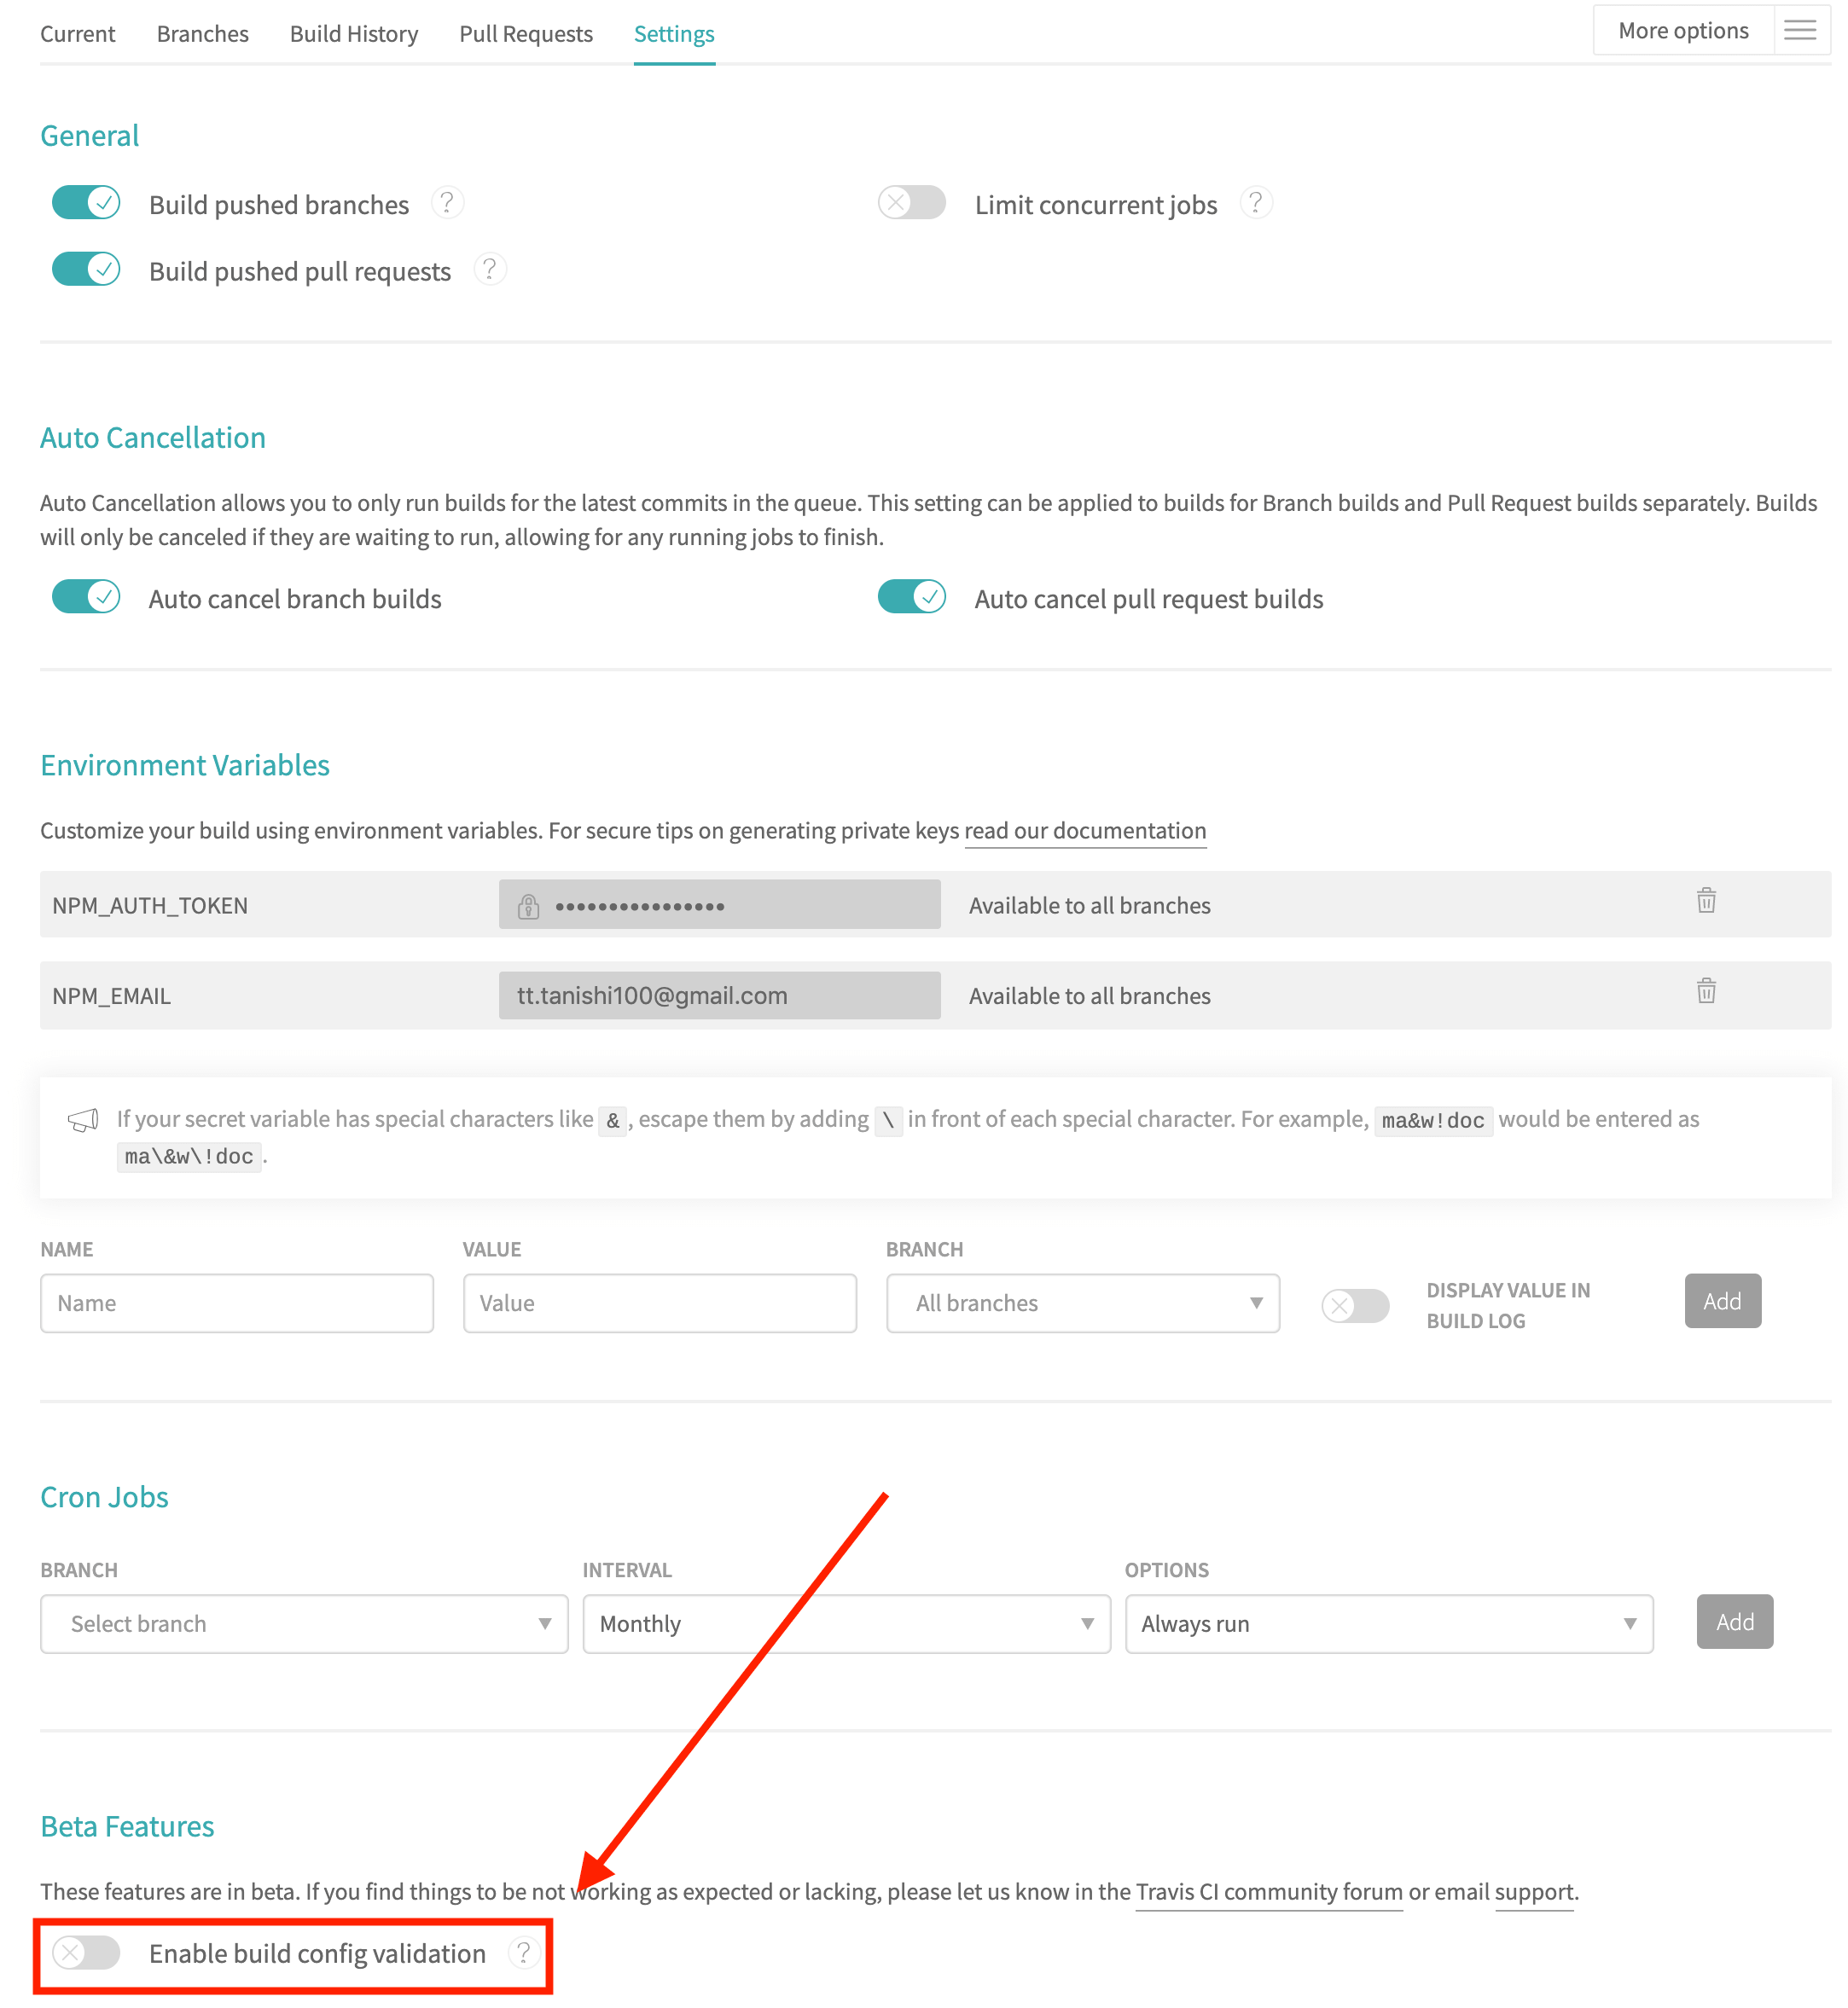 Current Branches Build History Pull Requests Settings More options
General
Build pushed branches ? Limit concurrent jobs ?
Build pushed pull requests ?
Auto Cancellation
Auto Cancellation allows you to only run builds for the latest commits in the queue. This setting can be applied to builds for Branch builds and Pull Request builds separately. Builds
will only be canceled if they are waiting to run, allowing for any running jobs to finish.
Auto cancel branch builds Auto cancel pull request builds
Environment Variables
Customize your build using environment variables. For secure tips on generating private keys read our documentation
NPM_AUTH_TOKEN •••••••••••••••• Available to all branches
NPM_EMAIL tt.tanishi100@gmail.com Available to all branches
If your secret variable has special characters like &, escape them by adding \ in front of each special character. For example, ma&w!doc would be entered as
ma\&w\!doc.
NAME VALUE BRANCH
Name Value All branches DISPLAY VALUE IN Add
BUILD LOG
Cron Jobs
BRANCH INTERVAL OPTIONS
Select branch Monthly Always run Add
Beta Features
These features are in beta. If you find things to be not working as expected or lacking, please let us know in the Travis CI community forum or email support.
Enable build config validation ?